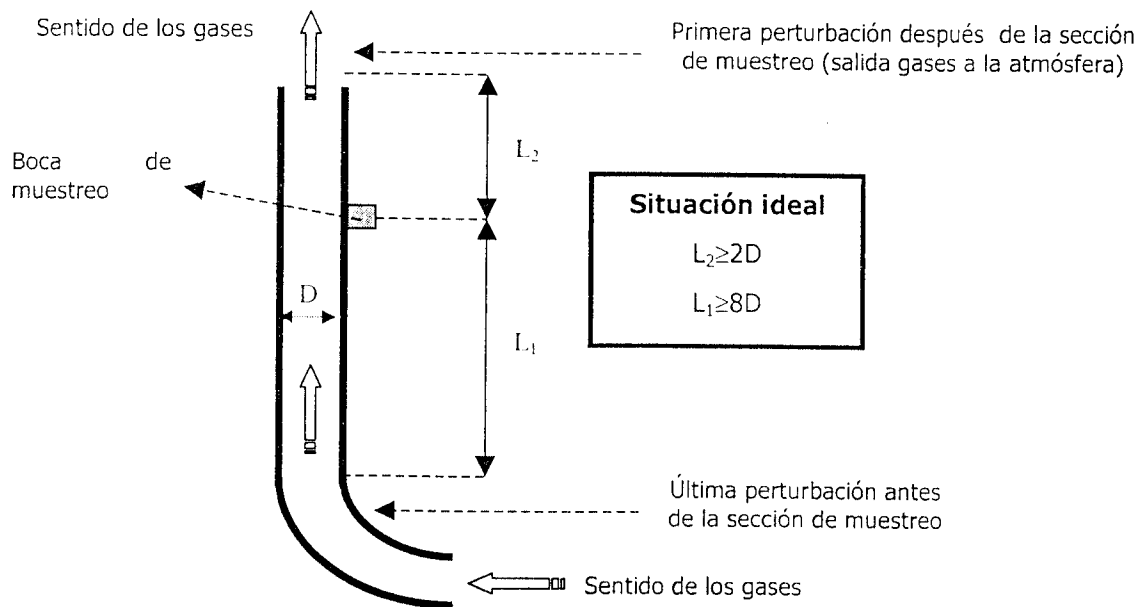 Sentido de los gases
Primera perturbación después de la sección
de muestreo (salida gases a la atmósfera)
L₂
Boca de
muestreo
Situación ideal
L₂≥2D
L₁≥8D
D
L₁
Última perturbación antes
de la sección de muestreo
Sentido de los gases